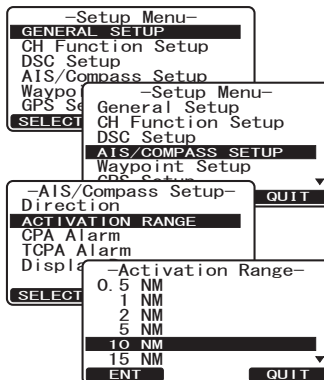 –Setup Menu–
GENERAL SETUP
CH Function Setup
DSC Setup
AIS/Compass Setup
GPS
SELECT
–Setup Menu–
General Setup
CH Function Setup
DSC Setup
AIS/COMPASS SETUP
Waypoint Setup
QUIT
–AIS/Compass Setup–
Direction
ACTIVATION RANGE
CPA Alarm
TCPA Alarm
SELECT
–Activation Range–
0.5 NM
1 NM
2 NM
5 NM
10 NM
15 NM
ENT QUIT